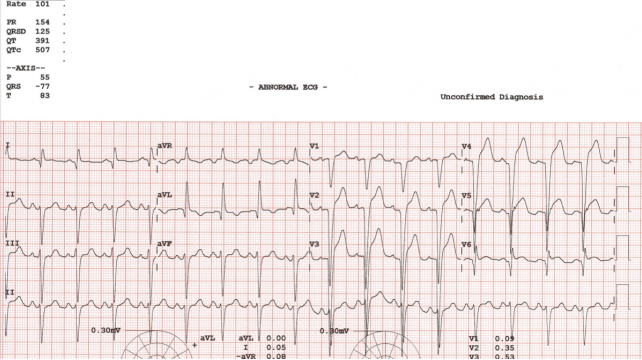 Rate 101 .
.
PR 154 .
QRSD 125 .
QT 391 .
QTc 507 .
.
--AXIS--
P 55
QRS -77
T 83
- ABNORMAL ECG -
Unconfirmed Diagnosis
I aVR V1 V4
II aVL V2 V5
III aVF V3 V6
II
0.30mV
+ aVL
aVL 0.00
I 0.05
-aVR 0.08
0.30mV
V1 0.09
V2 0.35
V3 0.53